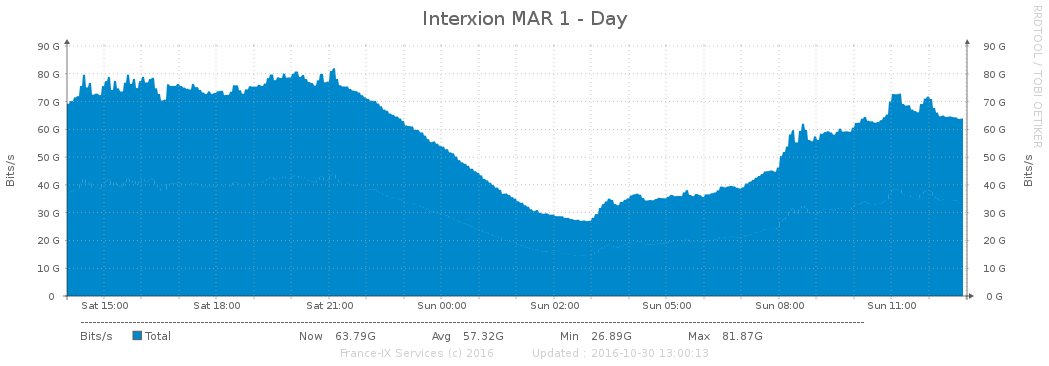 Interxion MAR 1 - Day
RRDTOOL / TOBI OETIKER
Bits/s
90 G
80 G
70 G
60 G
50 G
40 G
30 G
20 G
10 G
0
90 G
80 G
70 G
60 G
50 G
40 G
30 G
20 G
10 G
0 G
Bits/s
Sat 15:00 Sat 18:00 Sat 21:00 Sun 00:00 Sun 02:00 Sun 05:00 Sun 08:00 Sun 11:00
Bits/s Total Now 63.79G Avg 57.32G Min 26.89G Max 81.87G
France-IX Services (c) 2016 Updated : 2016-10-30 13:00:13